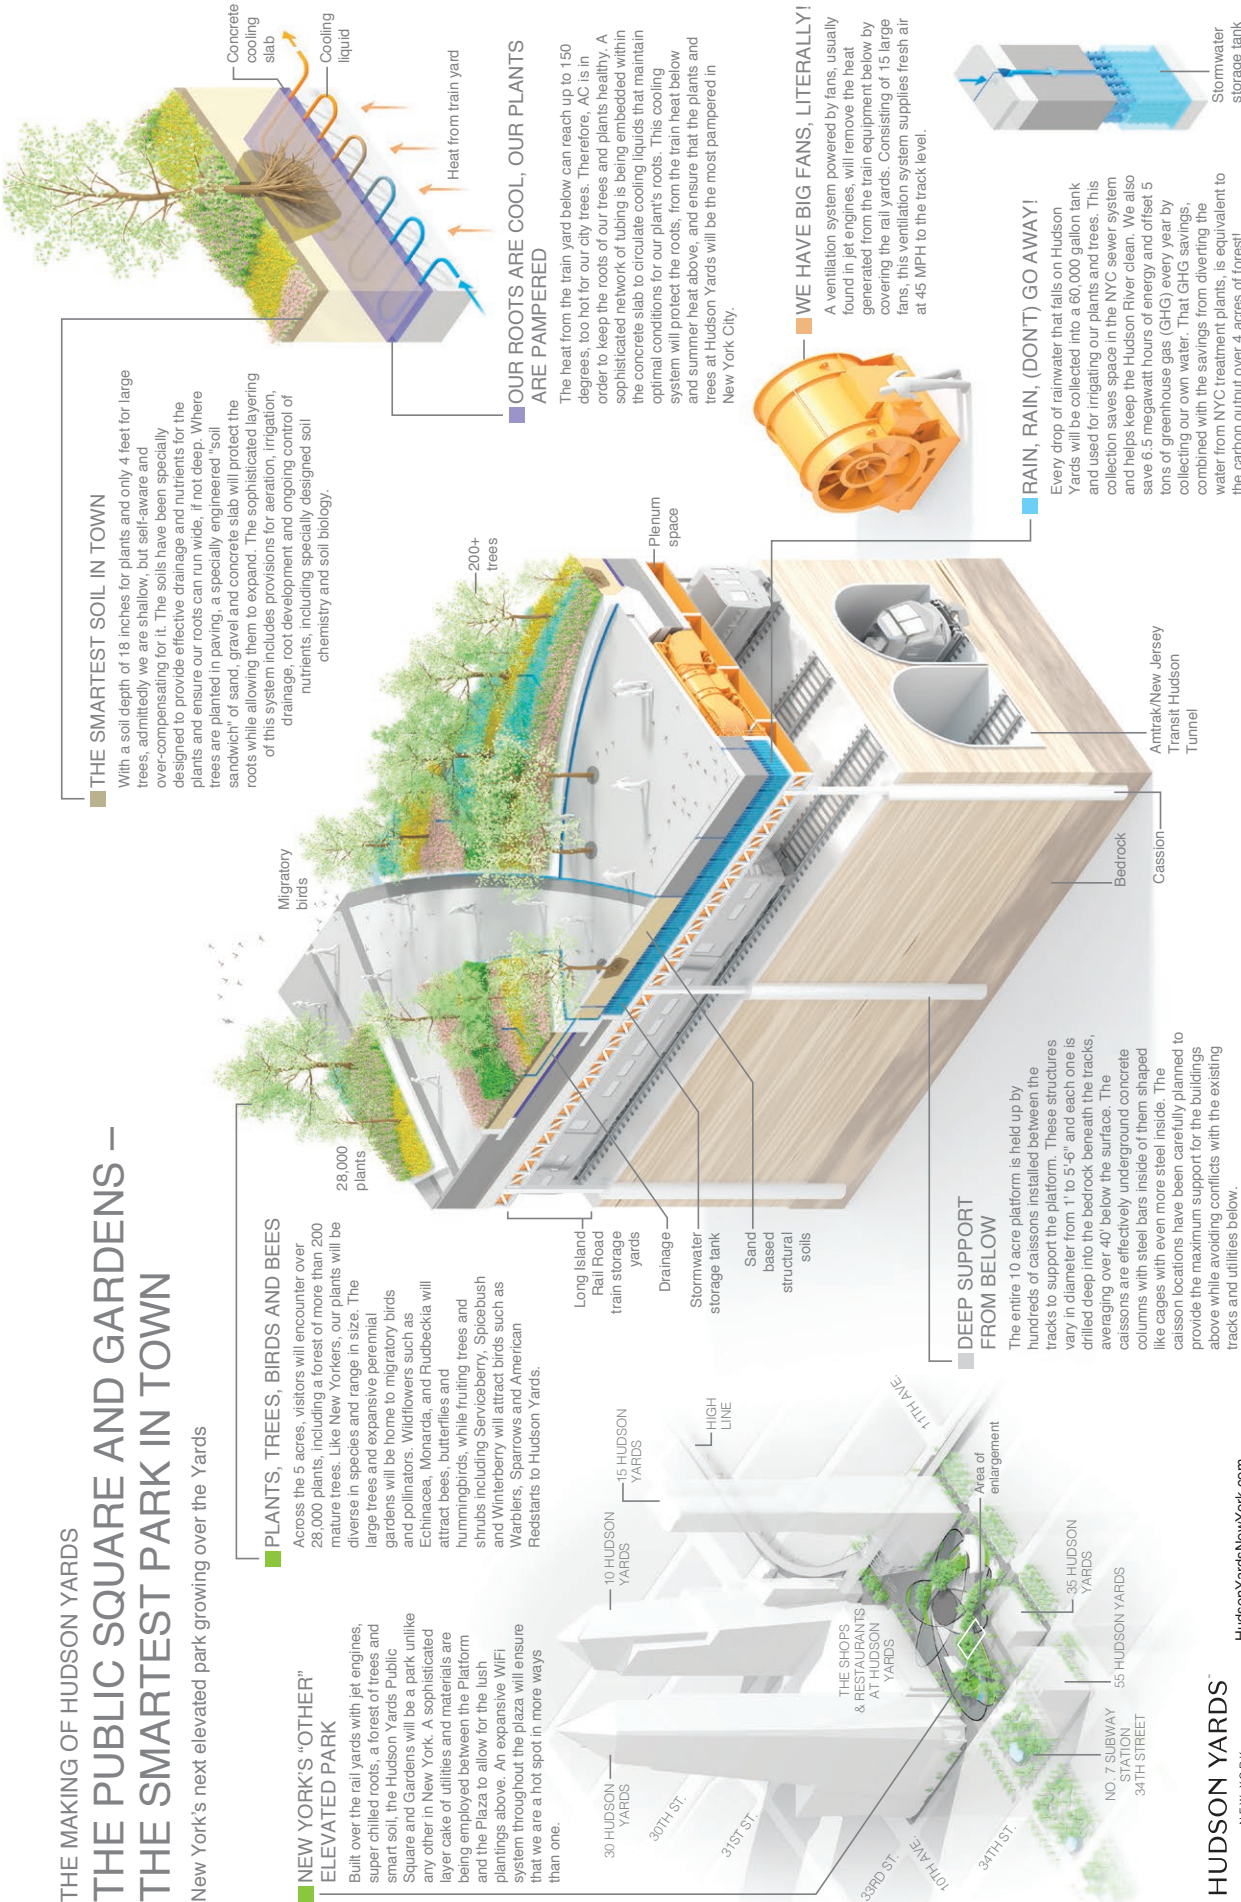 THE MAKING OF HUDSON YARDS
THE PUBLIC SQUARE AND GARDENS –
THE SMARTEST PARK IN TOWN
New York's next elevated park growing over the Yards
NEW YORK'S "OTHER"
ELEVATED PARK
Built over the rail yards with jet engines,
super chilled roots, a forest of trees and
smart soil, the Hudson Yards Public
Square and Gardens will be a park unlike
any other in New York. A sophisticated
layer cake of utilities and materials are
being employed between the Platform
and the Plaza to allow for the lush
plantings above. An expansive WiFi
system throughout the plaza will ensure
that we are a hot spot in more ways
than one.
PLANTS, TREES, BIRDS AND BEES
Across the 5 acres, visitors will encounter over
28,000 plants, including a forest of more than 200
mature trees. Like New Yorkers, our plants will be
diverse in species and range in size. The
large trees and expansive perennial
gardens will be home to migratory birds
and pollinators. Wildflowers such as
Echinacea, Monarda, and Rudbeckia will
attract bees, butterflies and
hummingbirds, while fruiting trees and
shrubs including Serviceberry, Spicebush
and Winterberry will attract birds such as
Warblers, Sparrows and American
Redstarts to Hudson Yards.
THE SMARTEST SOIL IN TOWN
With a soil depth of 18 inches for plants and only 4 feet for large
trees, admittedly we are shallow, but self-aware and
over-compensating for it. The soils have been specially
designed to provide effective drainage and nutrients for the
plants and ensure our roots can run wide, if not deep. Where
trees are planted in paving, a specially engineered "soil
sandwich" of sand, gravel and concrete slab will protect the
roots while allowing them to expand. The sophisticated layering
of this system includes provisions for aeration, irrigation,
drainage, root development and ongoing control of
nutrients, including specially designed soil
chemistry and soil biology.
Concrete
cooling
slab
Cooling
liquid
Heat from train yard
OUR ROOTS ARE COOL, OUR PLANTS
ARE PAMPERED
The heat from the train yard below can reach up to 150
degrees, too hot for our city trees. Therefore, AC is in
order to keep the roots of our trees and plants healthy. A
sophisticated network of tubing is being embedded within
the concrete slab to circulate cooling liquids that maintain
optimal conditions for our plant's roots. This cooling
system will protect the roots, from the train heat below
and summer heat above, and ensure that the plants and
trees at Hudson Yards will be the most pampered in
New York City.
WE HAVE BIG FANS, LITERALLY!
A ventilation system powered by fans, usually
found in jet engines, will remove the heat
generated from the train equipment below by
covering the rail yards. Consisting of 15 large
fans, this ventilation system supplies fresh air
at 45 MPH to the track level.
RAIN, RAIN, (DON'T) GO AWAY!
Every drop of rainwater that falls on Hudson
Yards will be collected into a 60,000 gallon tank
and used for irrigating our plants and trees. This
collection saves space in the NYC sewer system
and helps keep the Hudson River clean. We also
save 6.5 megawatt hours of energy and offset 5
tons of greenhouse gas (GHG) every year by
collecting our own water. That GHG savings,
combined with the savings from diverting the
water from NYC treatment plants, is equivalent to
the carbon output over 4 acres of forest!
Stormwater
storage tank
28,000
plants
Migratory
birds
200+
trees
Plenum
space
Long Island
Rail Road
train storage
yards
Drainage
Stormwater
storage tank
Sand
based
structural
soils
Bedrock
Cassion
Amtrak/New Jersey
Transit Hudson
Tunnel
DEEP SUPPORT
FROM BELOW
The entire 10 acre platform is held up by
hundreds of caissons installed between the
tracks to support the platform. These structures
vary in diameter from 1' to 5'-6" and each one is
drilled deep into the bedrock beneath the tracks,
averaging over 40' below the surface. The
caissons are effectively underground concrete
columns with steel bars inside of them shaped
like cages with even more steel inside. The
caisson locations have been carefully planned to
provide the maximum support for the buildings
above while avoiding conflicts with the existing
tracks and utilities below.
30 HUDSON
YARDS
10 HUDSON
YARDS
15 HUDSON
YARDS
HIGH
LINE
30TH ST.
31ST ST.
33RD ST.
10TH AVE.
34TH ST.
11TH AVE.
THE SHOPS
& RESTAURANTS
AT HUDSON
YARDS
Area of
enlargement
35 HUDSON
YARDS
55 HUDSON YARDS
NO. 7 SUBWAY
STATION
34TH STREET
HUDSON YARDS
NEW YORK
HudsonYardsNewYork.com